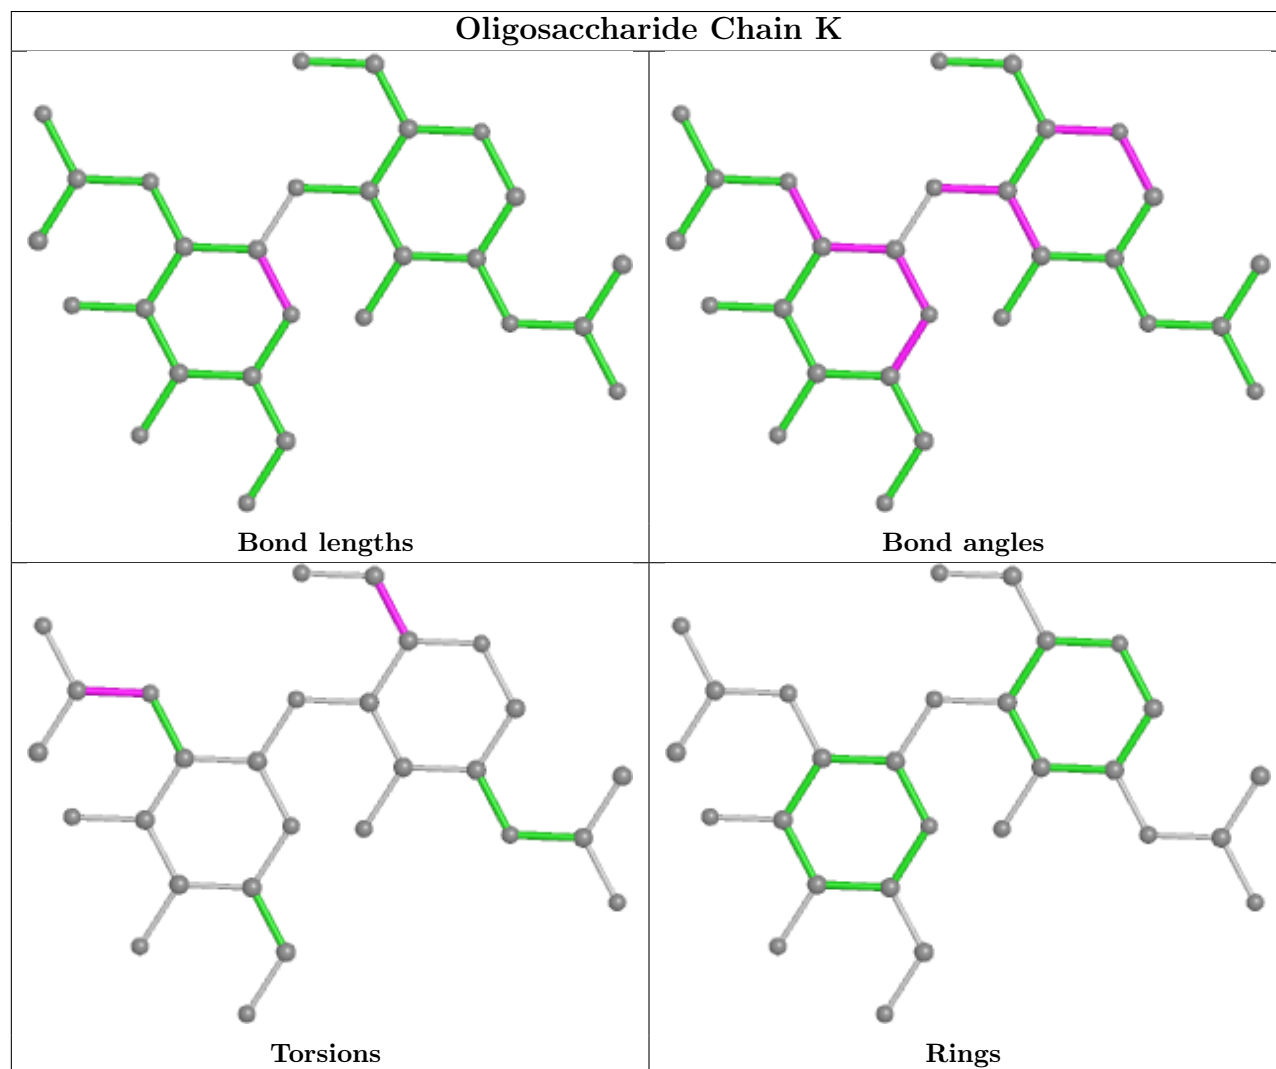 Oligosaccharide Chain K
Bond lengths
Bond angles
Torsions
Rings